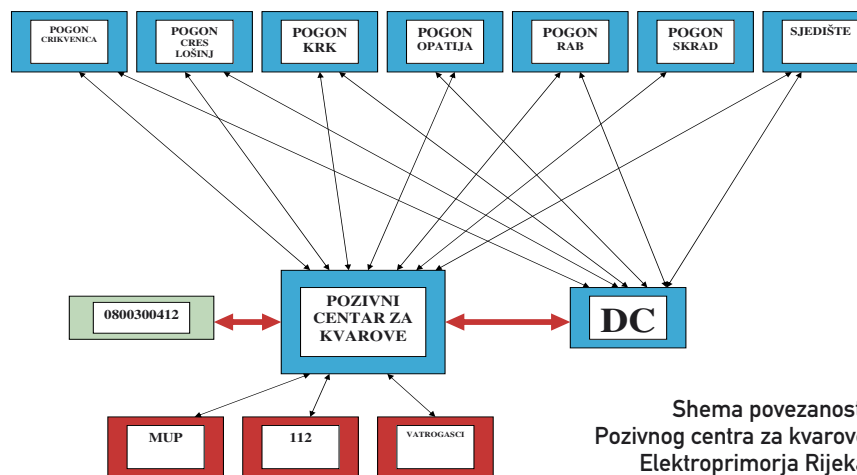 POGON
CRIKVENICA
POGON
CRES
LOŠINJ
POGON
KRK
POGON
OPATIJA
POGON
RAB
POGON
SKRAD
SJEDIŠTE
0800300412
POZIVNI
CENTAR ZA
KVAROVE
DC
MUP
112
VATROGASCI
Shema povezanost
Pozivnog centra za kvarove
Elektroprimorja Rijeka